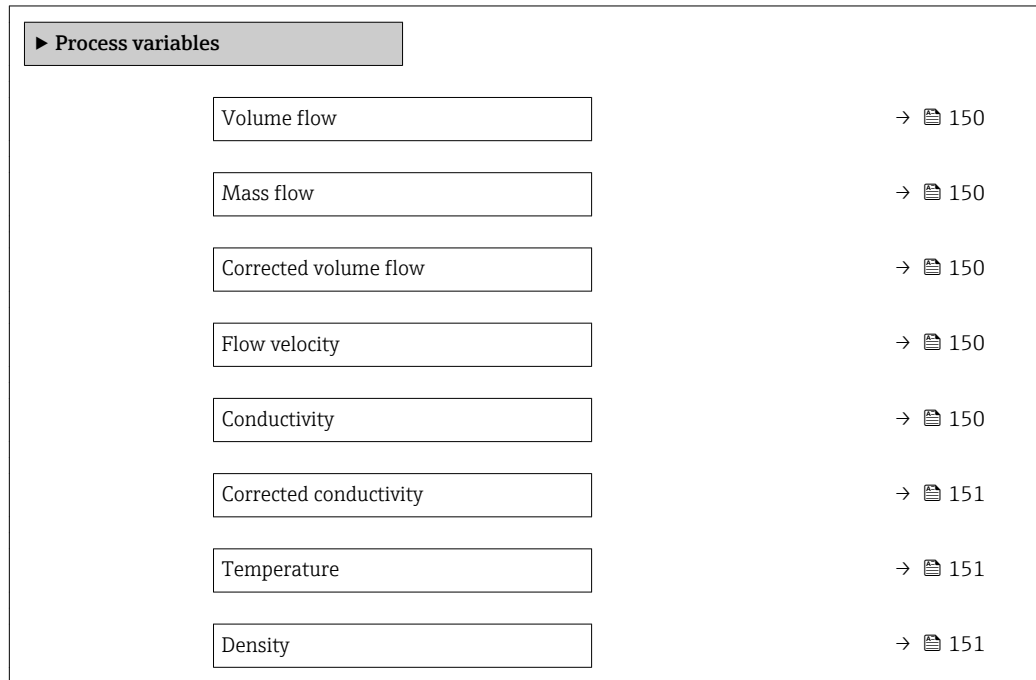 ▶ Process variables
Volume flow → 150
Mass flow → 150
Corrected volume flow → 150
Flow velocity → 150
Conductivity → 150
Corrected conductivity → 151
Temperature → 151
Density → 151